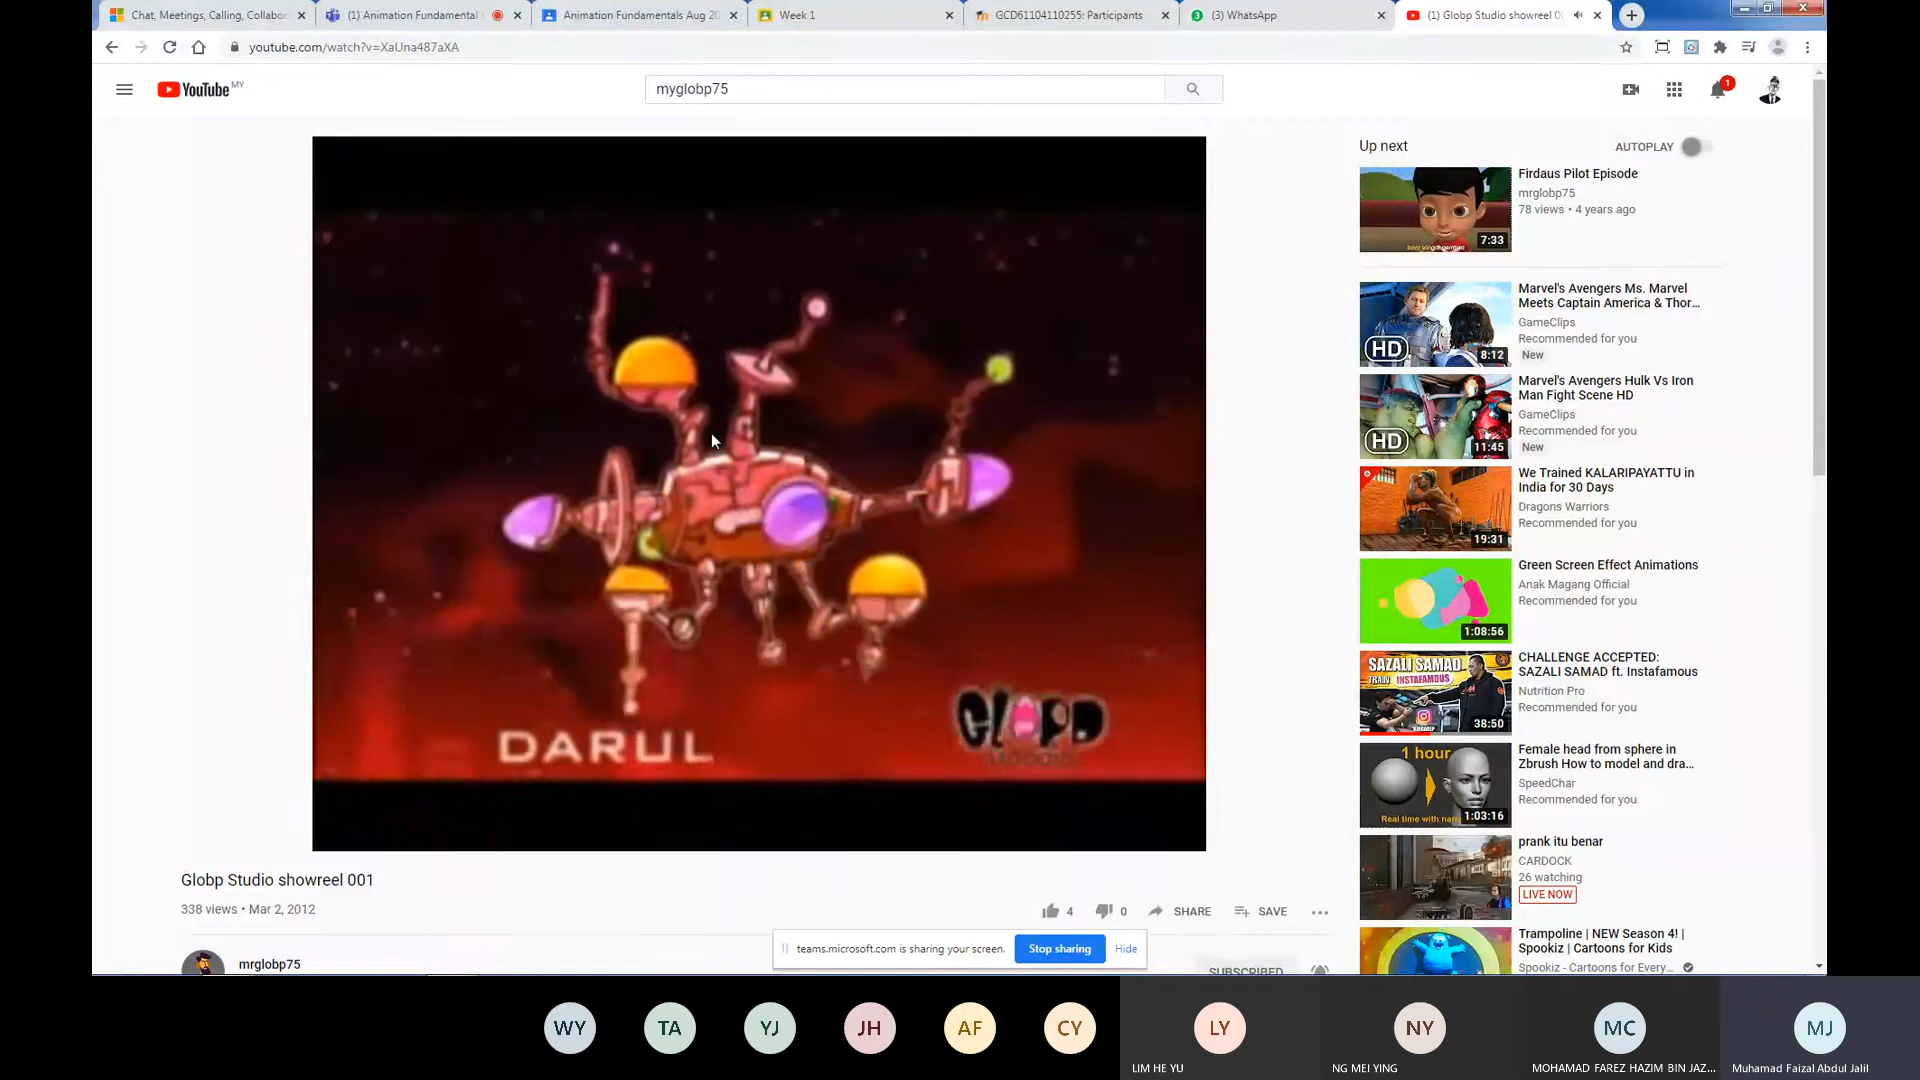 Chat, Meetings, Calling, Collabor
(1) Animation Fundamental
Animation Fundamentals Aug 20
Week 1
GCD61104110255: Participants
(3) WhatsApp
(1) Globp Studio showreel 00
youtube.com/watch?v=XaUna487aXA
YouTube MY
myglobp75
1
Up next
AUTOPLAY
Firdaus Pilot Episode
mrglobp75
78 views • 4 years ago
7:33
Marvel's Avengers Ms. Marvel
Meets Captain America & Thor...
GameClips
Recommended for you
New
HD
8:12
Marvel's Avengers Hulk Vs Iron
Man Fight Scene HD
GameClips
Recommended for you
New
HD
11:45
We Trained KALARIPAYATTU in
India for 30 Days
Dragons Warriors
Recommended for you
19:31
Green Screen Effect Animations
Anak Magang Official
Recommended for you
1:08:56
CHALLENGE ACCEPTED:
SAZALI SAMAD ft. Instafamous
Nutrition Pro
Recommended for you
SAZALI SAMAD
TRAIN INSTAFAMOUS
38:50
Female head from sphere in
Zbrush How to model and dra...
SpeedChar
Recommended for you
1 hour
1:03:16
prank itu benar
CARDOCK
26 watching
LIVE NOW
Trampoline | NEW Season 4! |
Spookiz | Cartoons for Kids
Spookiz - Cartoons for Every...
DARUL
GLOPD
Globp Studio showreel 001
338 views • Mar 2, 2012
4
0
SHARE
SAVE
teams.microsoft.com is sharing your screen.
Stop sharing
Hide
mrglobp75
SUBSCRIBED
WY
TA
YJ
JH
AF
CY
LY
LIM HE YU
NY
NG MEI YING
MC
MOHAMAD FAREZ HAZIM BIN JAZ...
MJ
Muhamad Faizal Abdul Jalil